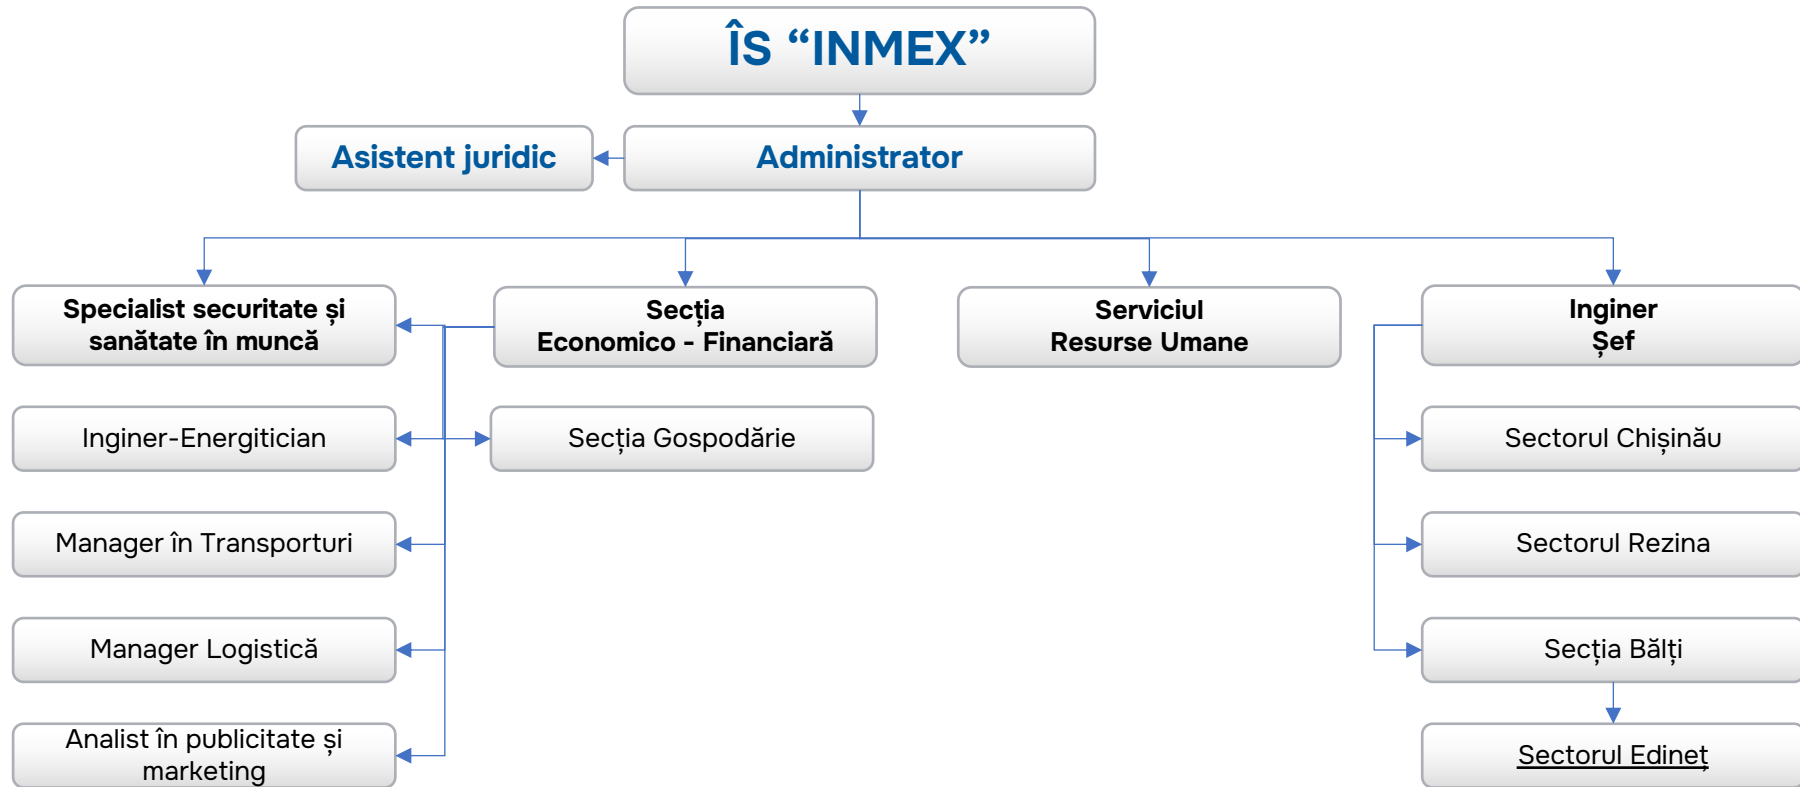 ÎS “INMEX”
Asistent juridic
Administrator
Specialist securitate și
sanătate în muncă
Secția
Economico - Financiară
Serviciul
Resurse Umane
Inginer
Șef
Inginer-Energitician
Secția Gospodărie
Sectorul Chișinău
Manager în Transporturi
Sectorul Rezina
Manager Logistică
Secția Bălți
Analist în publicitate și
marketing
Sectorul Edineț